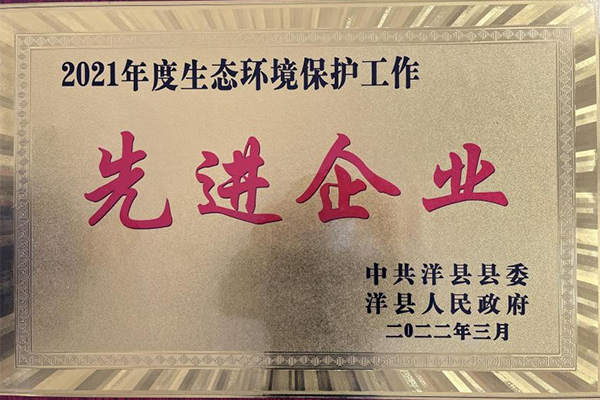 2021年度生态环境保护工作
先进企业
中共洋县县委
洋县人民政府
二0二二年三月